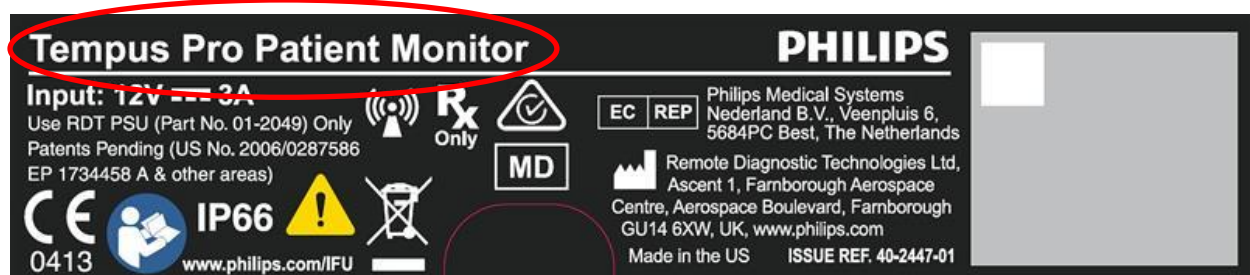 Tempus Pro Patient Monitor
PHILIPS
Input: 12V 3A
Use RDT PSU (Part No. 01-2049) Only
Patents Pending (US No. 2006/0287586
EP 1734458 A & other areas)
CE
0413
IP66
www.philips.com/IFU
Rx
Only
MD
EC REP
Philips Medical Systems
Nederland B.V., Veenpluis 6,
5684PC Best, The Netherlands
Remote Diagnostic Technologies Ltd,
Ascent 1, Farnborough Aerospace
Centre, Aerospace Boulevard, Farnborough
GU14 6XW, UK, www.philips.com
Made in the US ISSUE REF. 40-2447-01